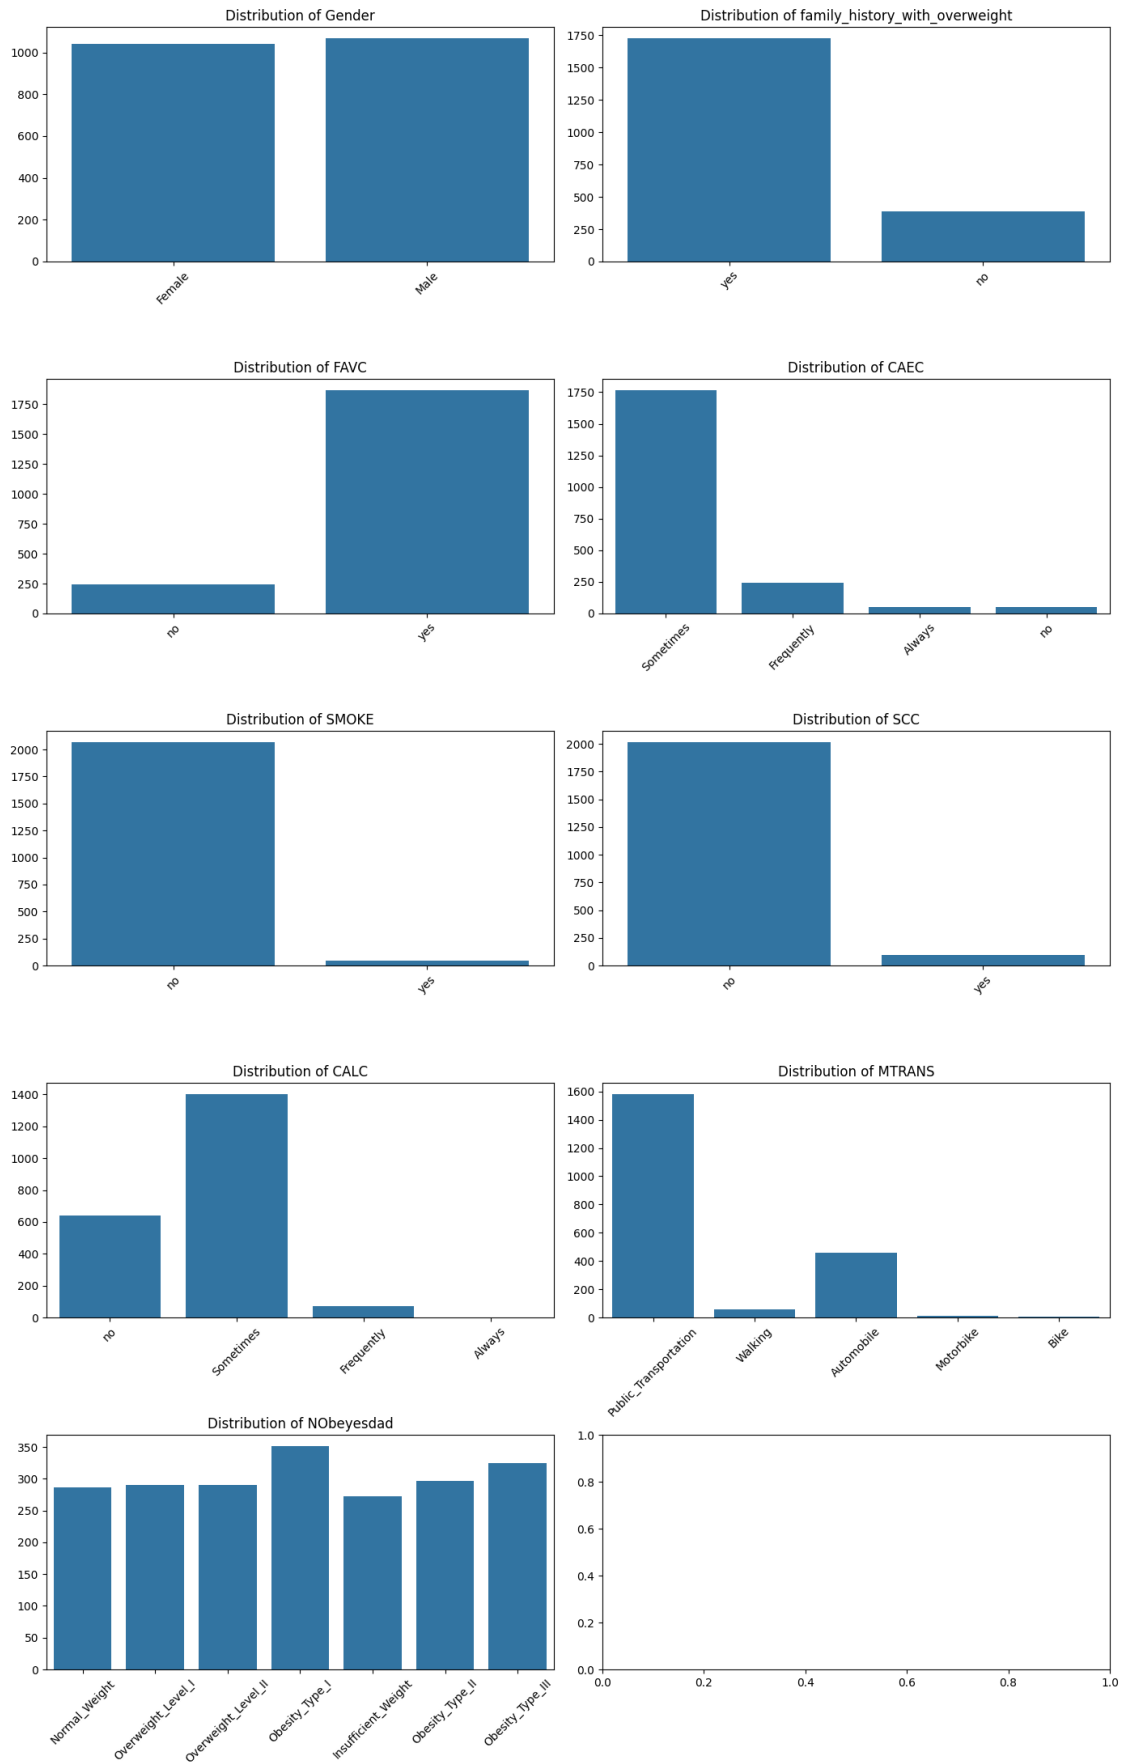 Distribution of Gender
1000
800
600
400
200
0
Female
Male
Distribution of family_history_with_overweight
1750
1500
1250
1000
750
500
250
0
yes
no
Distribution of FAVC
1750
1500
1250
1000
750
500
250
0
no
yes
Distribution of CAEC
1750
1500
1250
1000
750
500
250
0
Sometimes
Frequently
Always
no
Distribution of SMOKE
2000
1750
1500
1250
1000
750
500
250
0
no
yes
Distribution of SCC
2000
1750
1500
1250
1000
750
500
250
0
no
yes
Distribution of CALC
1400
1200
1000
800
600
400
200
0
no
Sometimes
Frequently
Always
Distribution of MTRANS
1600
1400
1200
1000
800
600
400
200
0
Public_Transportation
Walking
Automobile
Motorbike
Bike
Distribution of NObeyesdad
350
300
250
200
150
100
50
0
Normal_Weight
Overweight_Level_I
Overweight_Level_II
Obesity_Type_I
Insufficient_Weight
Obesity_Type_II
Obesity_Type_III
1.0
0.8
0.6
0.4
0.2
0.0
0.0
0.2
0.4
0.6
0.8
1.0